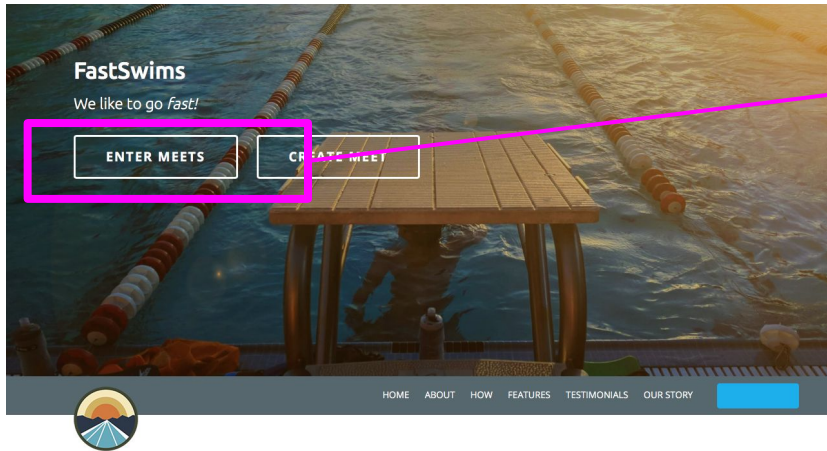 FastSwims
We like to go fast!
ENTER MEETS CREATE MEET
HOME ABOUT HOW FEATURES TESTIMONIALS OUR STORY